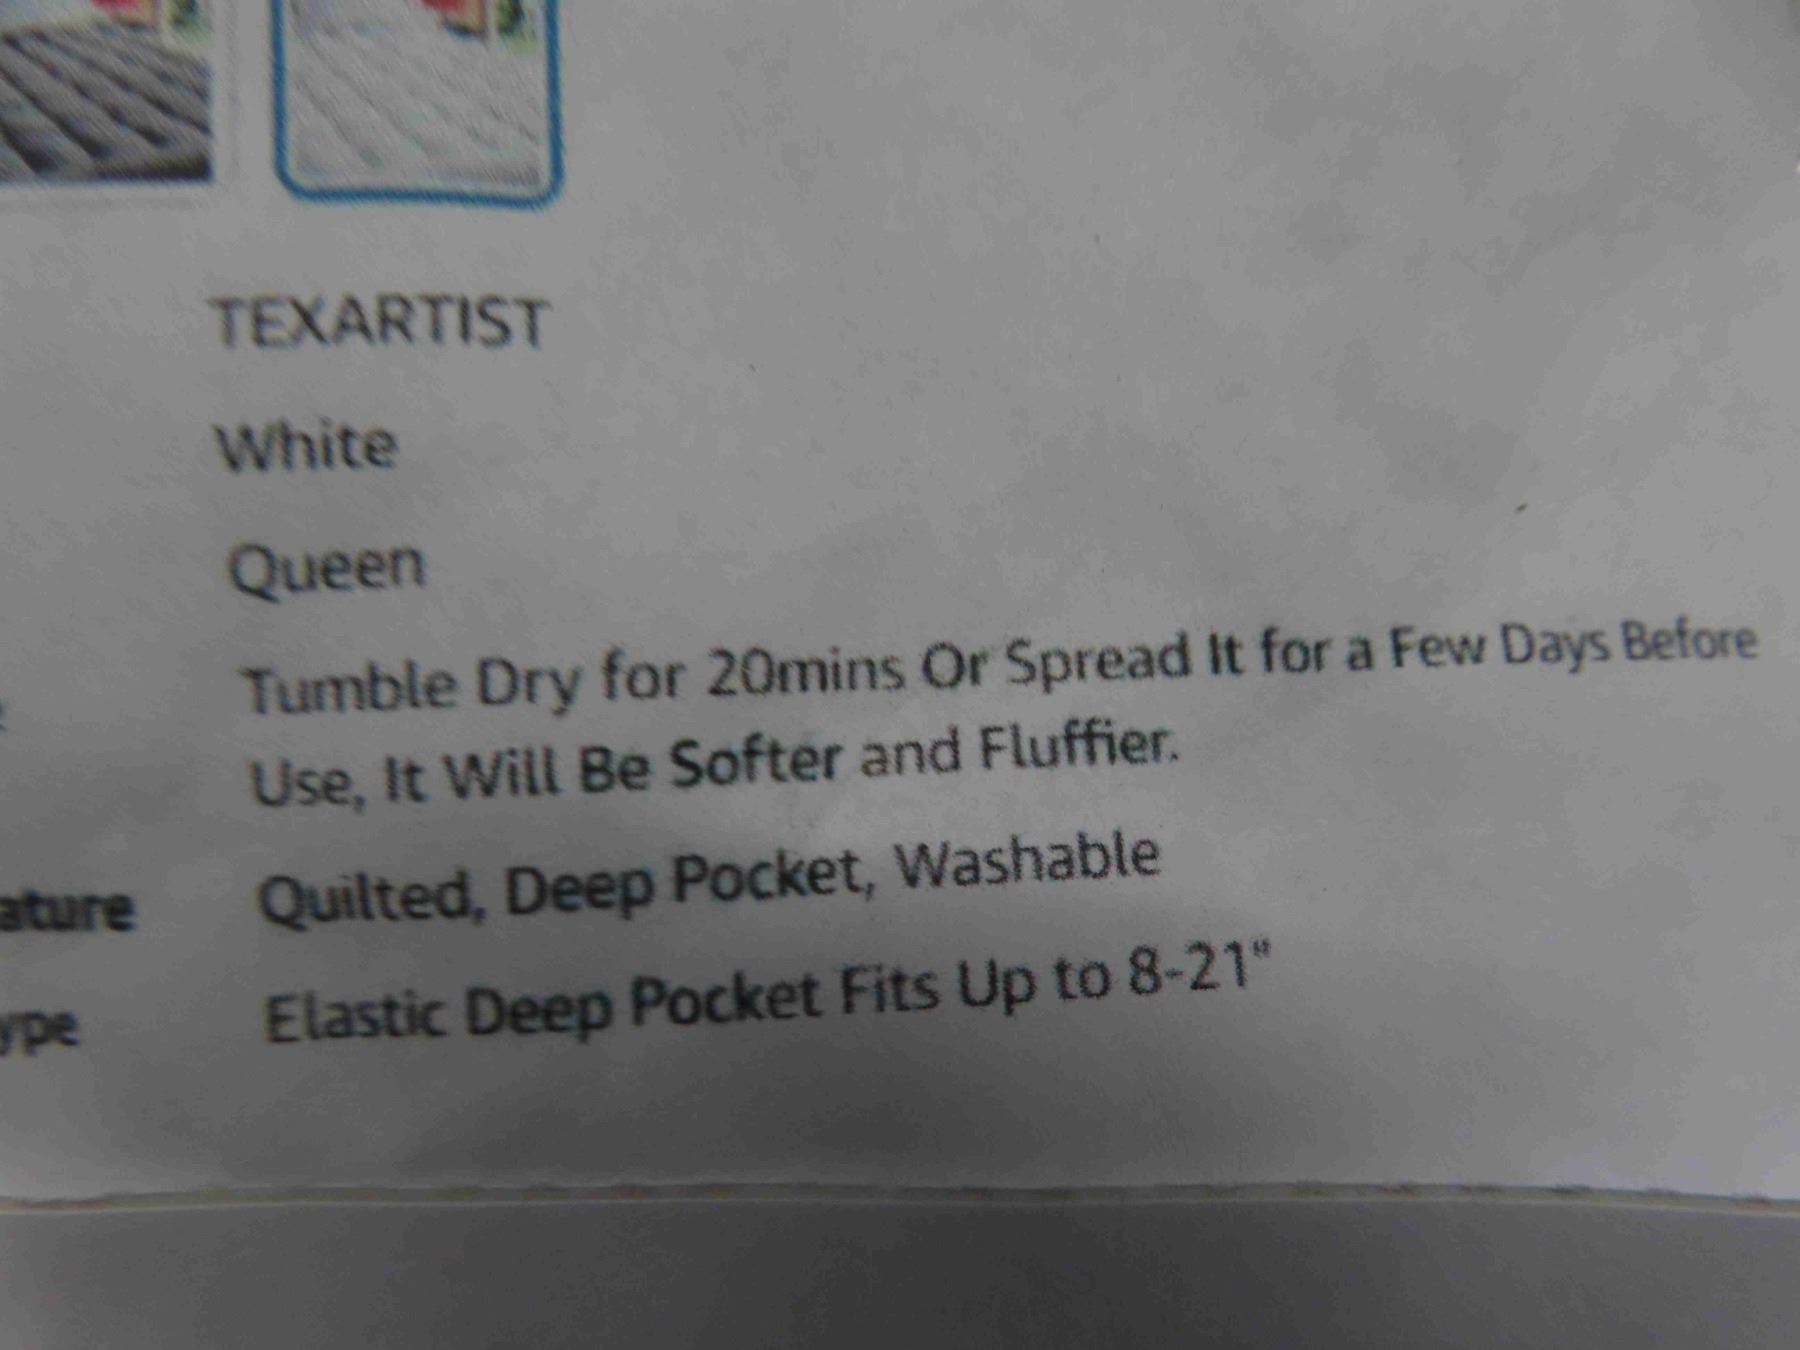 TEXARTIST
White
Queen
Tumble Dry for 20mins Or Spread It for a Few Days Before
Use, It Will Be Softer and Fluffier.
ature Quilted, Deep Pocket, Washable
ype Elastic Deep Pocket Fits Up to 8-21"